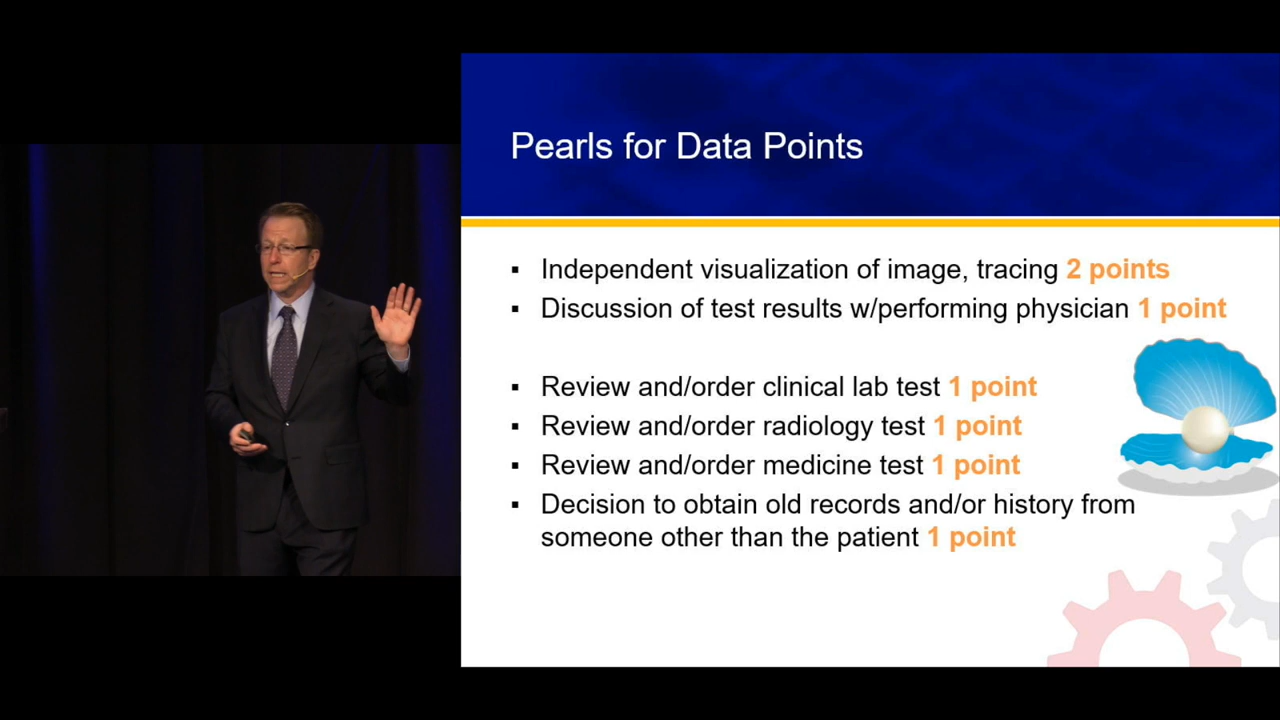 Pearls for Data Points
▪ Independent visualization of image, tracing 2 points
▪ Discussion of test results w/performing physician 1 point
▪ Review and/order clinical lab test 1 point
▪ Review and/order radiology test 1 point
▪ Review and/order medicine test 1 point
▪ Decision to obtain old records and/or history from
someone other than the patient 1 point